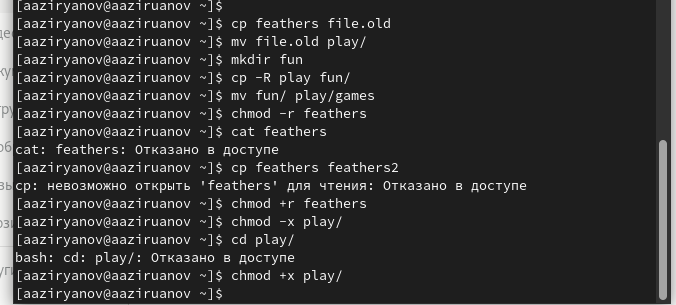 [aaziryanov@aaziruanov ~]$
[aaziryanov@aaziruanov ~]$ cp feathers file.old
[aaziryanov@aaziruanov ~]$ mv file.old play/
[aaziryanov@aaziruanov ~]$ mkdir fun
[aaziryanov@aaziruanov ~]$ cp -R play fun/
[aaziryanov@aaziruanov ~]$ mv fun/ play/games
[aaziryanov@aaziruanov ~]$ chmod -r feathers
[aaziryanov@aaziruanov ~]$ cat feathers
cat: feathers: Отказано в доступе
[aaziryanov@aaziruanov ~]$ cp feathers feathers2
cp: невозможно открыть 'feathers' для чтения: Отказано в доступе
[aaziryanov@aaziruanov ~]$ chmod +r feathers
[aaziryanov@aaziruanov ~]$ chmod -x play/
[aaziryanov@aaziruanov ~]$ cd play/
bash: cd: play/: Отказано в доступе
[aaziryanov@aaziruanov ~]$ chmod +x play/
[aaziryanov@aaziruanov ~]$